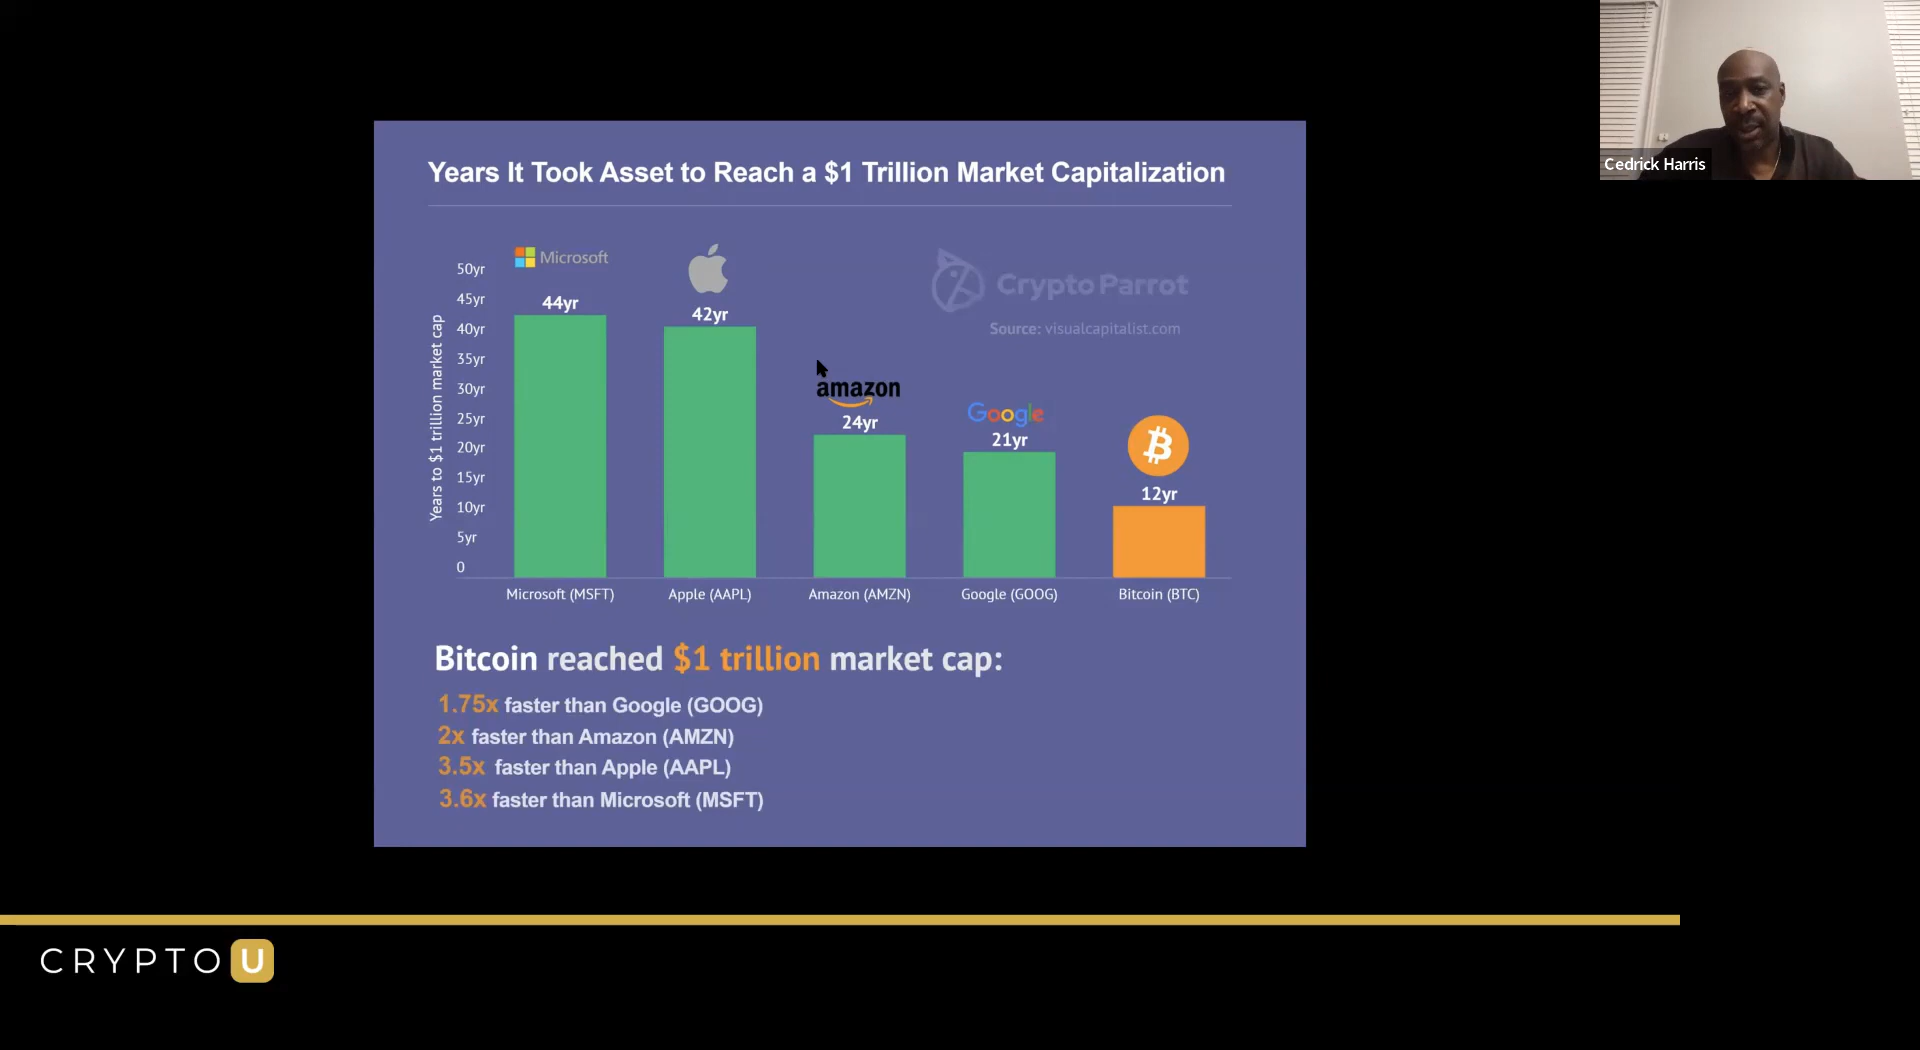 Cedrick Harris
Years It Took Asset to Reach a $1 Trillion Market Capitalization
Microsoft
Crypto Parrot
Source: visualcapitalist.com
Years to $1 trillion market cap
50yr
45yr
40yr
35yr
30yr
25yr
20yr
15yr
10yr
5yr
0
44yr
42yr
amazon
24yr
Google
21yr
12yr
Microsoft (MSFT)
Apple (AAPL)
Amazon (AMZN)
Google (GOOG)
Bitcoin (BTC)
Bitcoin reached $1 trillion market cap:
1.75x faster than Google (GOOG)
2x faster than Amazon (AMZN)
3.5x faster than Apple (AAPL)
3.6x faster than Microsoft (MSFT)
CRYPTO U